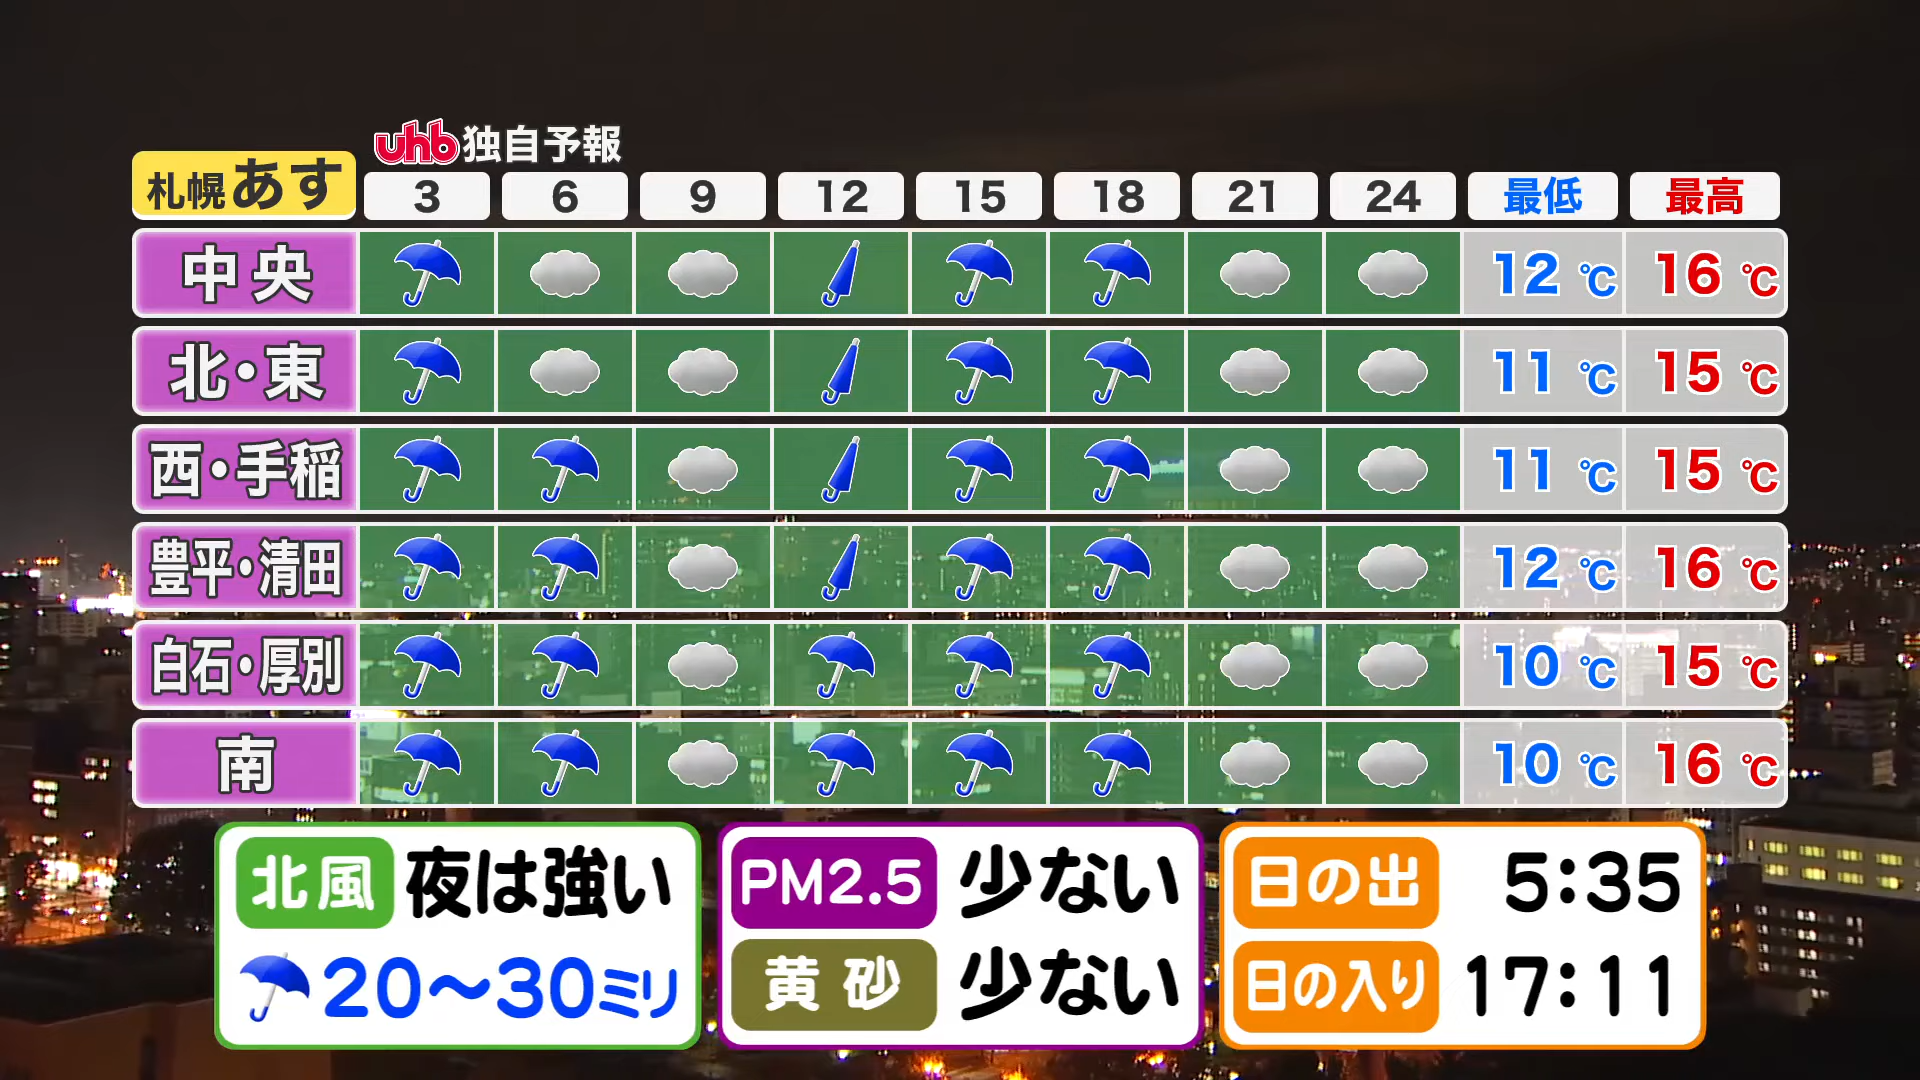 uhb独自予報
札幌あす 3 6 9 12 15 18 21 24 最低 最高
中央 12℃ 16℃
北・東 11℃ 15℃
西・手稲 11℃ 15℃
豊平・清田 12℃ 16℃
白石・厚別 10℃ 15℃
南 10℃ 16℃
北風 夜は強い
20〜30ミリ
PM2.5 少ない
黄砂 少ない
日の出 5:35
日の入り 17:11